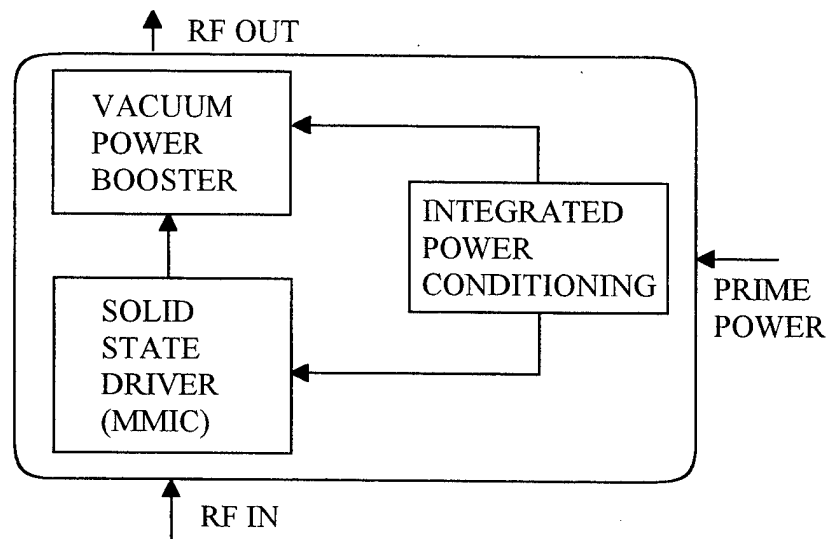 RF OUT
VACUUM
POWER
BOOSTER
INTEGRATED
POWER
CONDITIONING
PRIME
POWER
SOLID
STATE
DRIVER
(MMIC)
RF IN